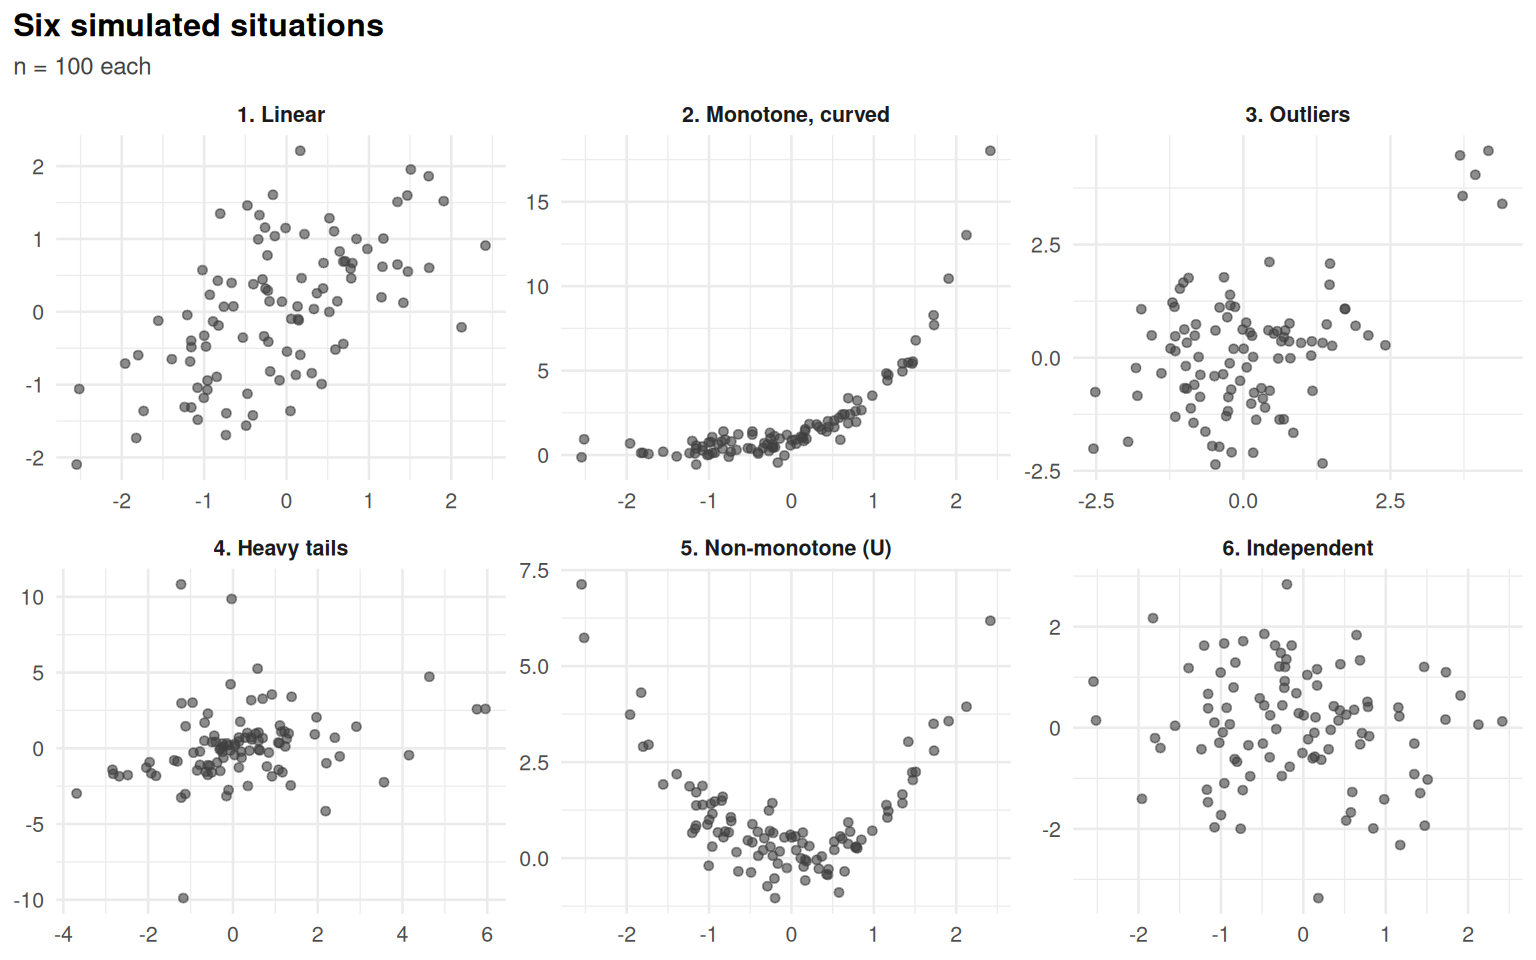 Six simulated situations
n = 100 each
1. Linear
2. Monotone, curved
3. Outliers
2
1
0
-1
-2
15
10
5
0
2.5
0.0
-2.5
-2 -1 0 1 2
-2 -1 0 1 2
-2.5 0.0 2.5
4. Heavy tails
5. Non-monotone (U)
6. Independent
10
5
0
-5
-10
7.5
5.0
2.5
0.0
2
0
-2
-4 -2 0 2 4 6
-2 -1 0 1 2
-2 -1 0 1 2